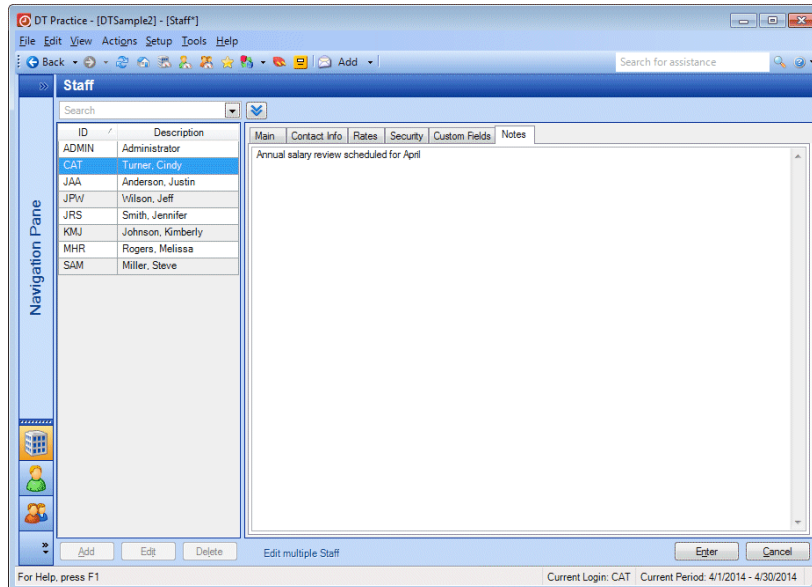 DT Practice - [DTSample2] - [Staff*]
File Edit View Actions Setup Tools Help
Back Add Search for assistance
Staff
Search
ID Description
ADMIN Administrator
CAT Turner, Cindy
JAA Anderson, Justin
JPW Wilson, Jeff
JRS Smith, Jennifer
KMJ Johnson, Kimberly
MHR Rogers, Melissa
SAM Miller, Steve
Main Contact Info Rates Security Custom Fields Notes
Annual salary review scheduled for April
Navigation Pane
Add Edit Delete Edit multiple Staff Enter Cancel
For Help, press F1 Current Login: CAT Current Period: 4/1/2014 - 4/30/2014